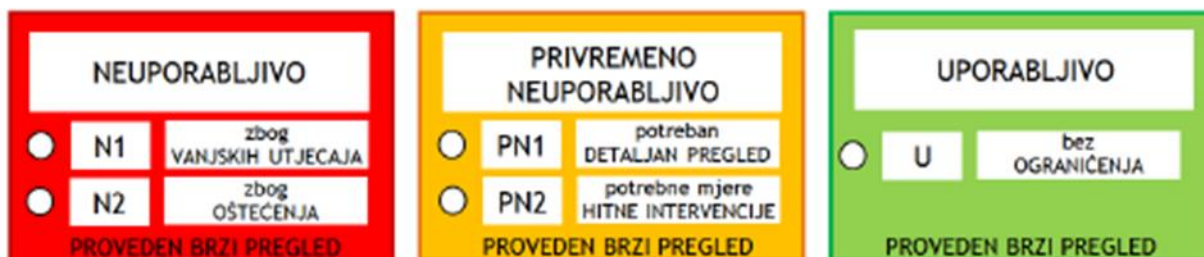 NEUPORABLJIVO
N1
zbog
VANJSKIH UTJECAJA
N2
zbog
OŠTEĆENJA
PROVEDEN BRZI PREGLED
PRIVREMENO
NEUPORABLJIVO
PN1
potreban
DETALJAN PREGLED
PN2
potrebne mjere
HITNE INTERVENCIJE
PROVEDEN BRZI PREGLED
UPORABLJIVO
U
bez
OGRANIČENJA
PROVEDEN BRZI PREGLED